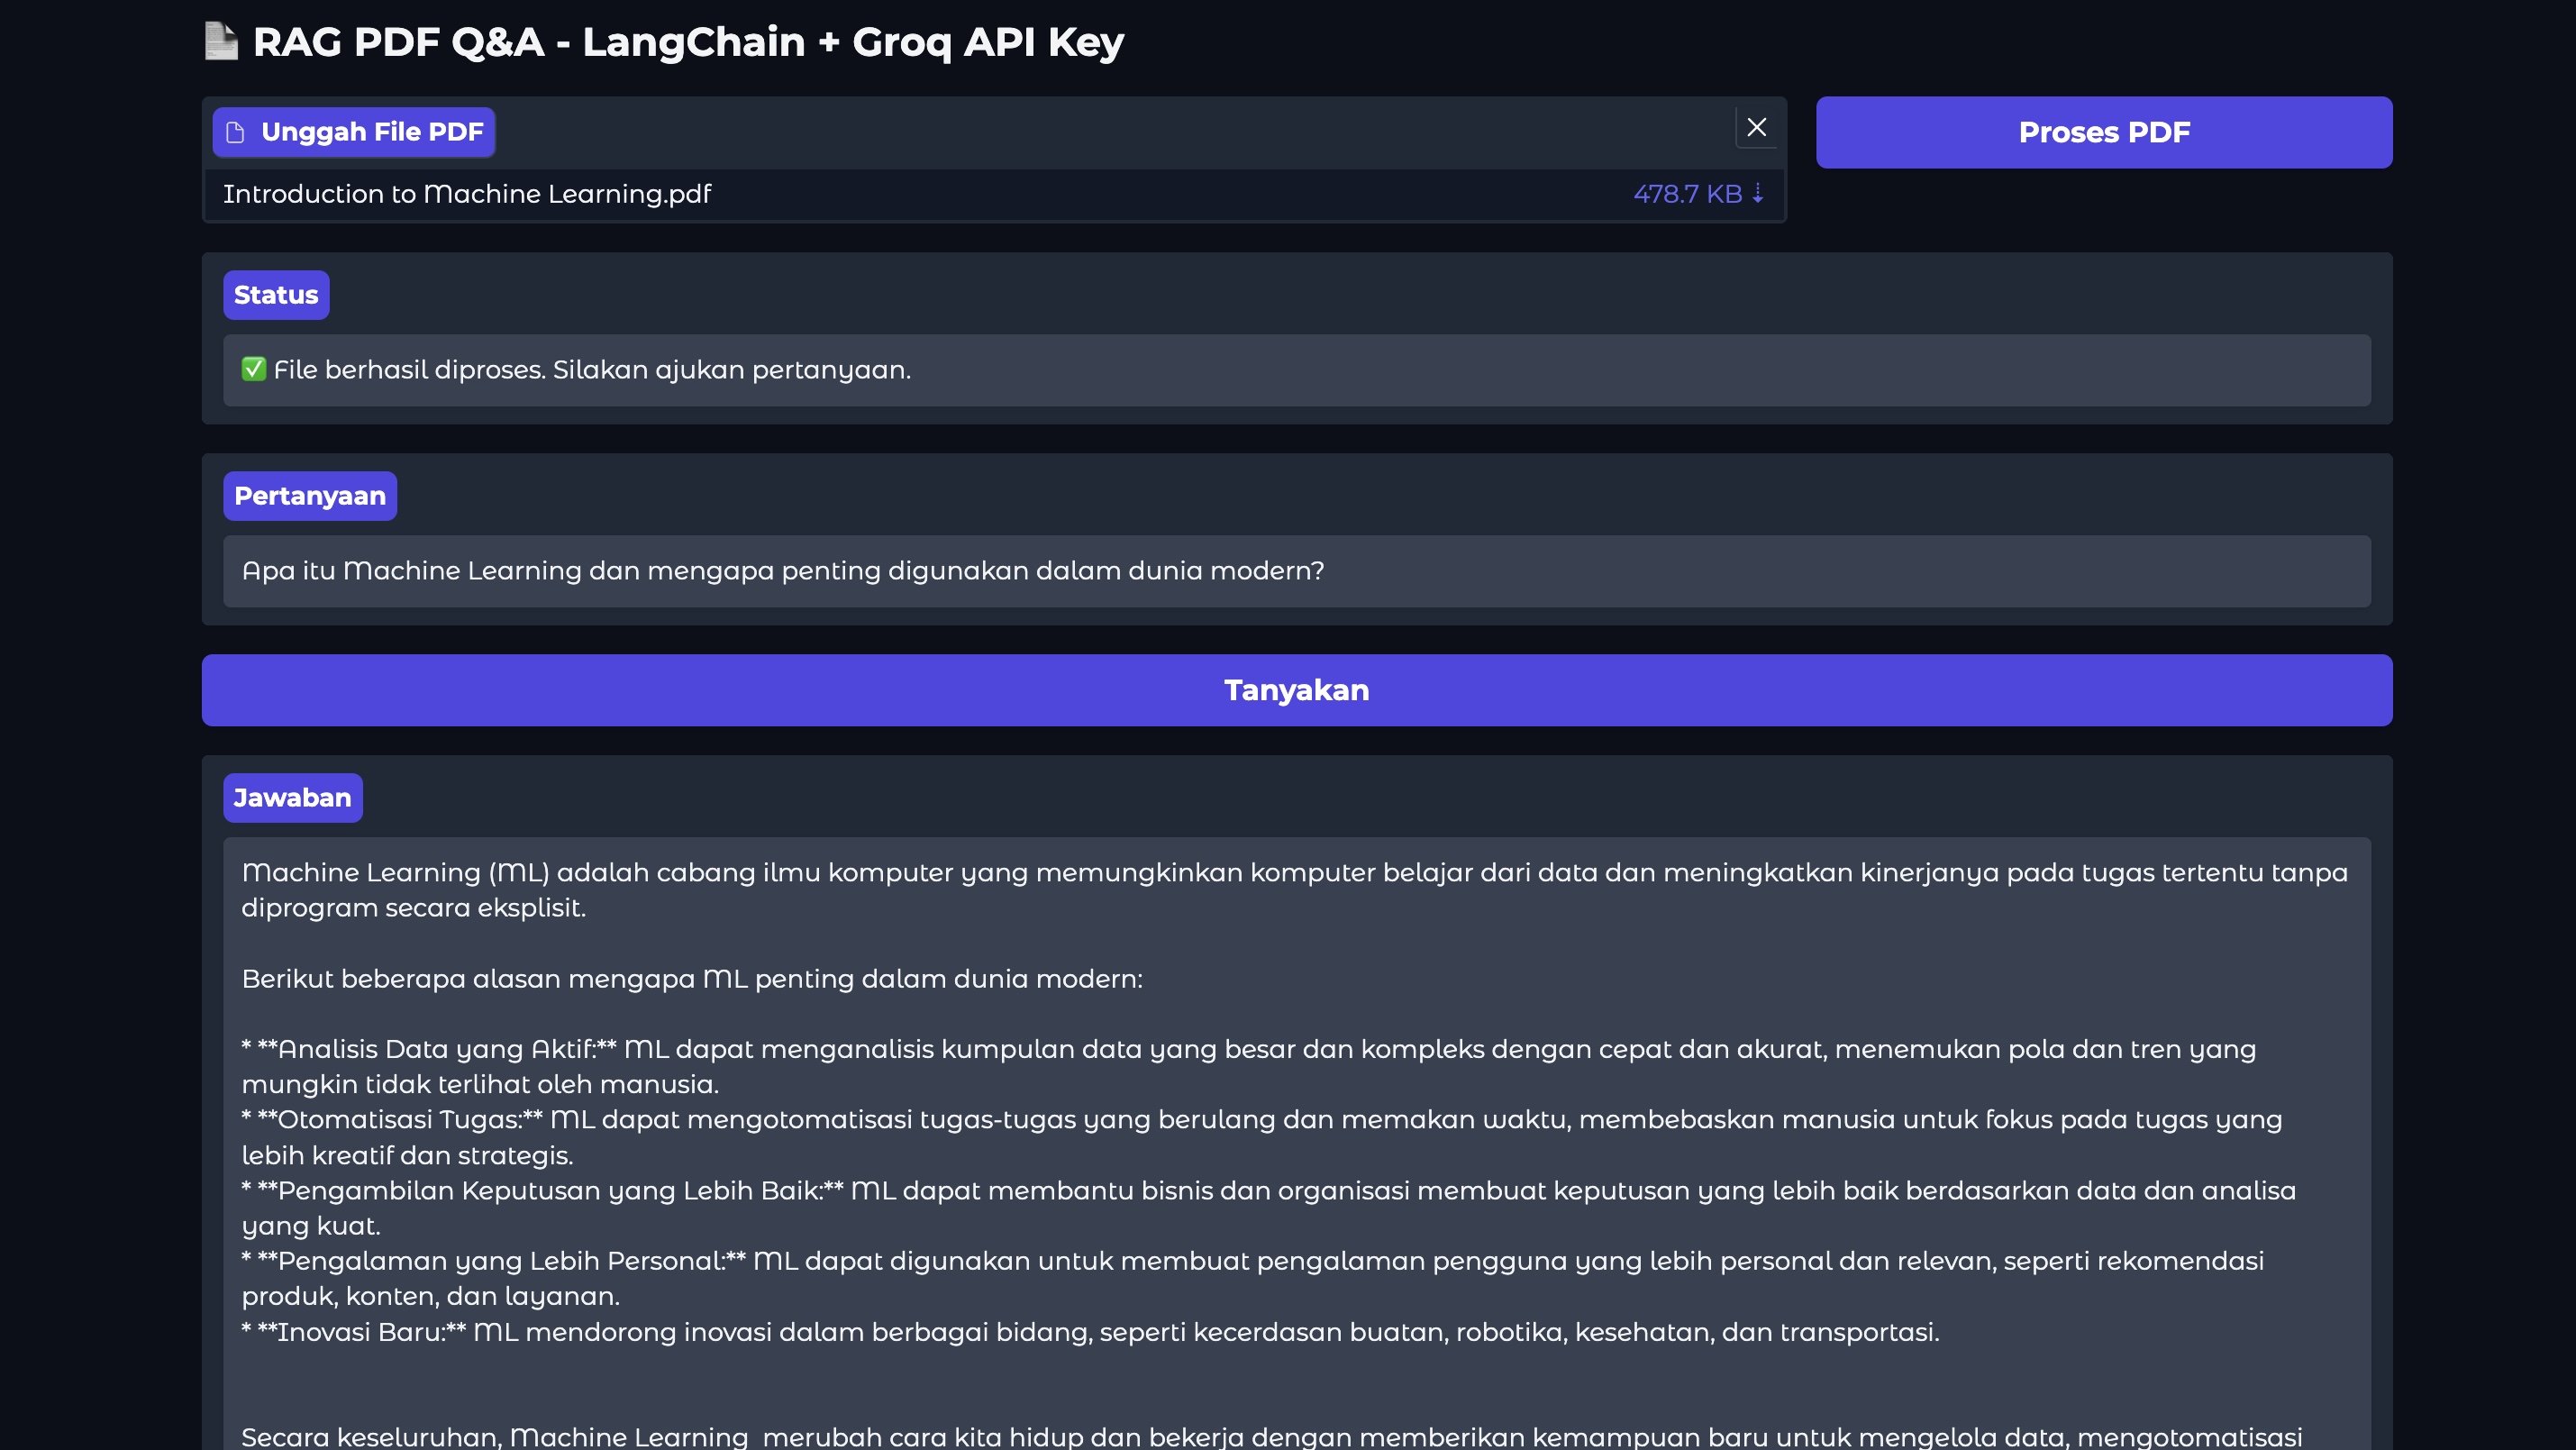 RAG PDF Q&A - LangChain + Groq API Key
Unggah File PDF
Proses PDF
Introduction to Machine Learning.pdf
478.7 KB ⇣
Status
✅ File berhasil diproses. Silakan ajukan pertanyaan.
Pertanyaan
Apa itu Machine Learning dan mengapa penting digunakan dalam dunia modern?
Tanyakan
Jawaban
Machine Learning (ML) adalah cabang ilmu komputer yang memungkinkan komputer belajar dari data dan meningkatkan kinerjanya pada tugas tertentu tanpa
diprogram secara eksplisit.
Berikut beberapa alasan mengapa ML penting dalam dunia modern:
* **Analisis Data yang Aktif:** ML dapat menganalisis kumpulan data yang besar dan kompleks dengan cepat dan akurat, menemukan pola dan tren yang
mungkin tidak terlihat oleh manusia.
* **Otomatisasi Tugas:** ML dapat mengotomatisasi tugas-tugas yang berulang dan memakan waktu, membebaskan manusia untuk fokus pada tugas yang
lebih kreatif dan strategis.
* **Pengambilan Keputusan yang Lebih Baik:** ML dapat membantu bisnis dan organisasi membuat keputusan yang lebih baik berdasarkan data dan analisa
yang kuat.
* **Pengalaman yang Lebih Personal:** ML dapat digunakan untuk membuat pengalaman pengguna yang lebih personal dan relevan, seperti rekomendasi
produk, konten, dan layanan.
* **Inovasi Baru:** ML mendorong inovasi dalam berbagai bidang, seperti kecerdasan buatan, robotika, kesehatan, dan transportasi.
Secara keseluruhan, Machine Learning  merubah cara kita hidup dan bekerja dengan memberikan kemampuan baru untuk mengelola data, mengotomatisasi